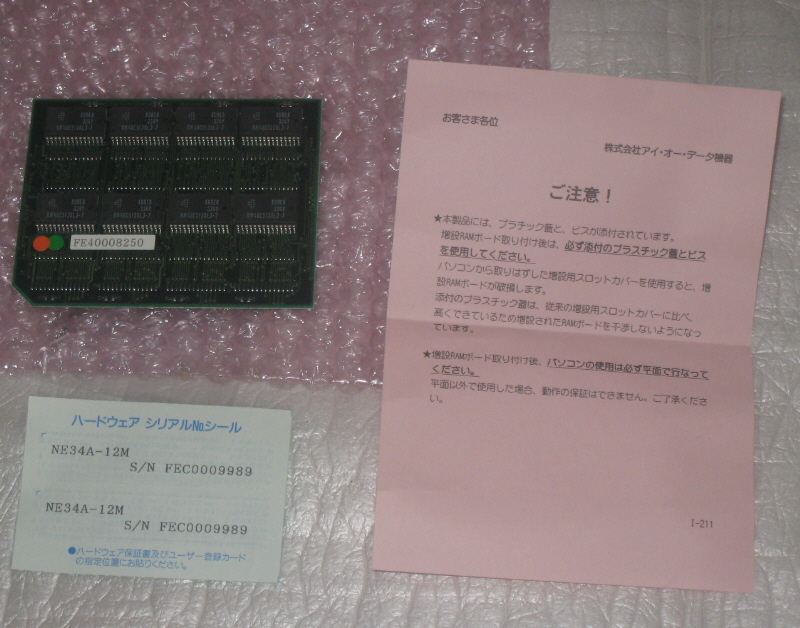 KOREA
KM48C512DLJ-7
FE40008250
お客さま各位
株式会社アイ・オー・データ機器
ご注意！
★本製品には、プラチック蓋と、ビスが添付されています。
増設RAMボード取り付け後は、必ず添付のプラスチック蓋とビス
を使用してください。
パソコンから取りはずした増設用スロットカバーを使用すると、増
設RAMボードが破損します。
添付のプラスチック蓋は、従来の増設用スロットカバーに比べ、
高くできているため増設されたRAMボードを干渉しないようになっ
ています。
★増設RAMボード取り付け後、パソコンの使用は必ず平面で行なって
ください。
平面以外で使用した場合、動作の保証はできません。ご了承くださ
い。
I-211
ハードウェア シリアル№シール
NE34A-12M
S/N FEC0009989
NE34A-12M
S/N FEC0009989
●ハードウェア保証書及びユーザー登録カード
の指定位置にお貼りください。